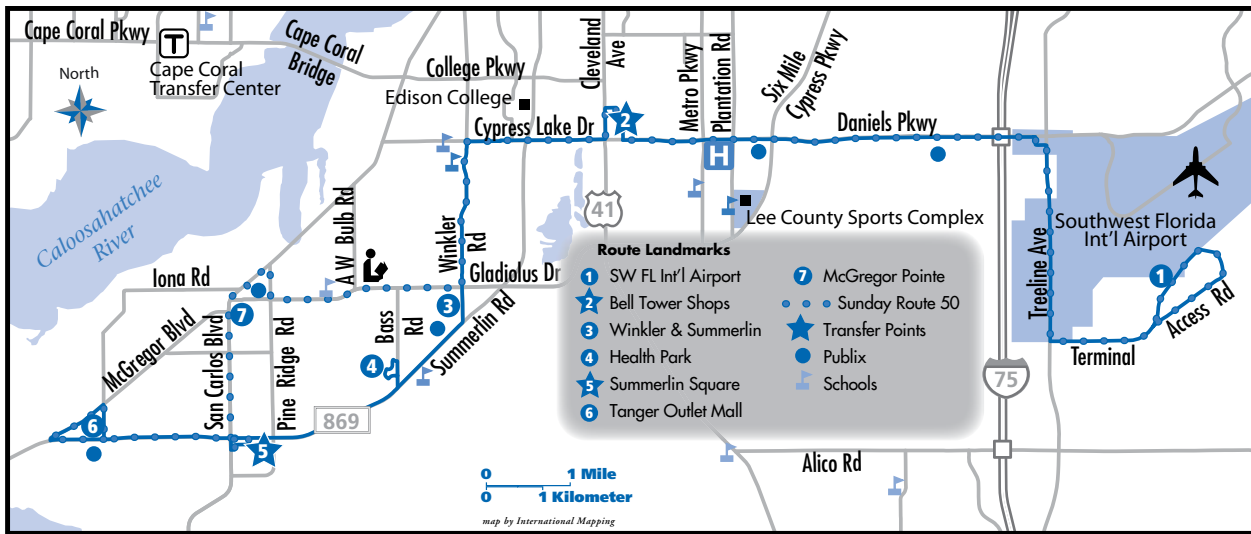 Cape Coral Pkwy
T
Cape Coral
Transfer Center
North
Cape Coral
Bridge
College Pkwy
Edison College
Cleveland
Ave
Metro Pkwy
Plantation Rd
Six Mile
Cypress Pkwy
Cypress Lake Dr
2
Daniels Pkwy
H
Caloosahatchee
River
A W Bulb Rd
Winkler
Rd
41
Lee County Sports Complex
Southwest Florida
Int'l Airport
Treeline Ave
1
Access Rd
Terminal
75
Iona Rd
Gladiolus Dr
McGregor Blvd
7
San Carlos Blvd
Pine Ridge Rd
Bass
Rd
3
Summerlin Rd
4
869
6
5
Route Landmarks
1 SW FL Int'l Airport
2 Bell Tower Shops
3 Winkler & Summerlin
4 Health Park
5 Summerlin Square
6 Tanger Outlet Mall
7 McGregor Pointe
Sunday Route 50
Transfer Points
Publix
Schools
Alico Rd
0 1 Mile
0 1 Kilometer
map by International Mapping